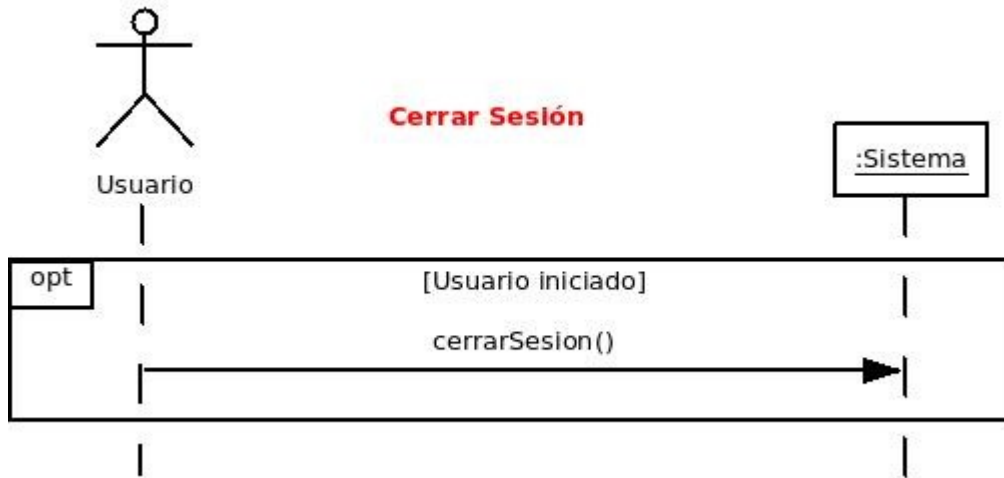 Cerrar Sesión
:Sistema
Usuario
opt
[Usuario iniciado]
cerrarSesion()